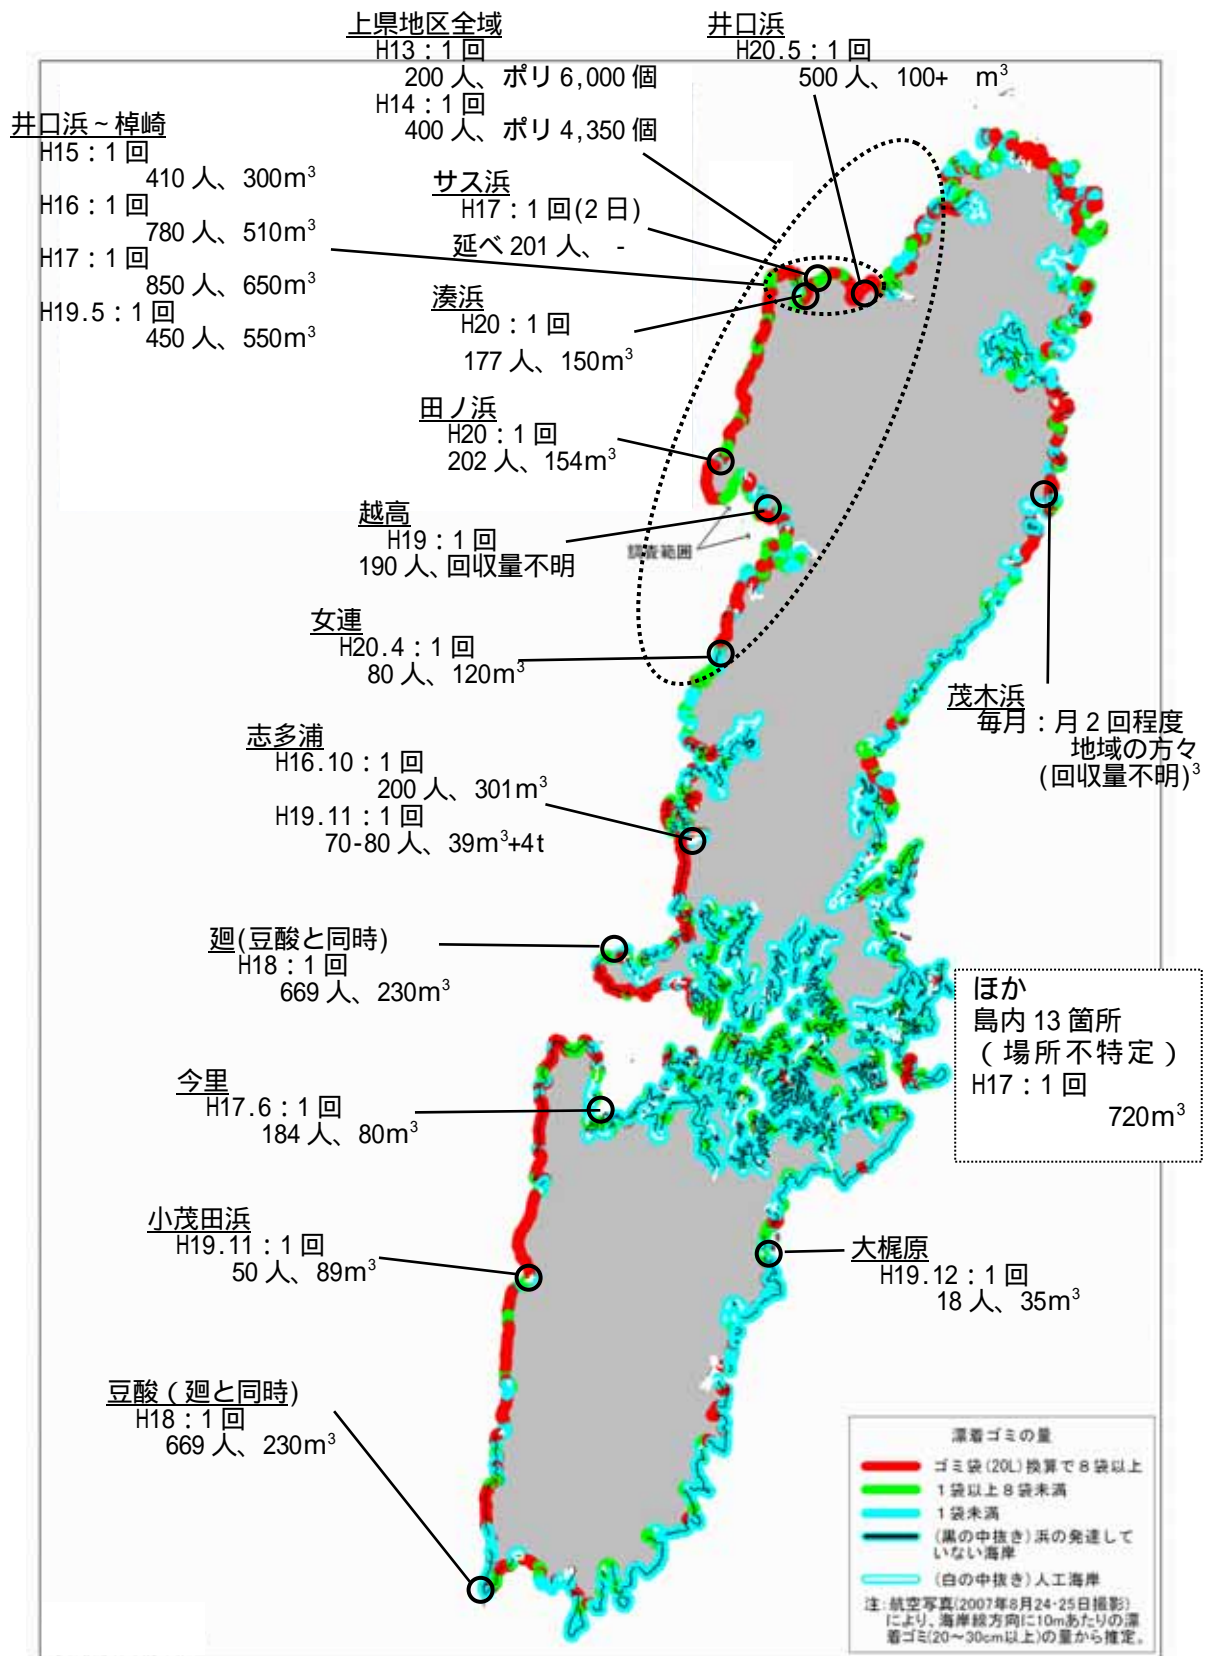 上県地区全域
H13：1回
200人、ポリ6,000個
H14：1回
400人、ポリ4,350個
井口浜
H20.5：1回
500人、100+ m³
井口浜～棹崎
H15：1回
410人、300m³
H16：1回
780人、510m³
H17：1回
850人、650m³
H19.5：1回
450人、550m³
サス浜
H17：1回(2日)
延べ201人、 -
湊浜
H20：1回
177人、150m³
田ノ浜
H20：1回
202人、154m³
越高
H19：1回
190人、回収量不明
調査範囲
女連
H20.4：1回
80人、120m³
茂木浜
毎月：月2回程度
地域の方々
(回収量不明)³
志多浦
H16.10：1回
200人、301m³
H19.11：1回
70-80人、39m³+4t
廻(豆酸と同時)
H18：1回
669人、230m³
ほか
島内13箇所
（場所不特定）
H17：1回
720m³
今里
H17.6：1回
184人、80m³
小茂田浜
H19.11：1回
50人、89m³
大梶原
H19.12：1回
18人、35m³
豆酸（廻と同時)
H18：1回
669人、230m³
漂着ゴミの量
ゴミ袋(20L)換算で8袋以上
1袋以上8袋未満
1袋未満
(黒の中抜き)浜の発達して
いない海岸
(白の中抜き)人工海岸
注：航空写真(2007年8月24-25日撮影)
により、海岸線方向に10mあたりの漂
着ゴミ(20～30cm以上)の量から推定。